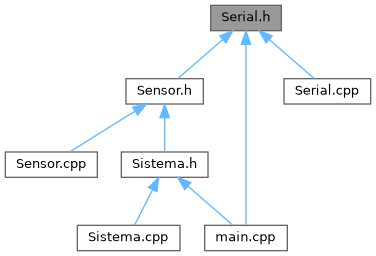 Serial.h
Sensor.h
Serial.cpp
Sensor.cpp
Sistema.h
Sistema.cpp
main.cpp